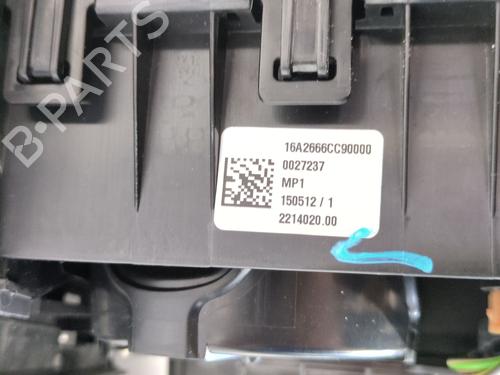 B-PARTS
16A2666CC90000
0027237
MP1
150512 / 1
2214020.00